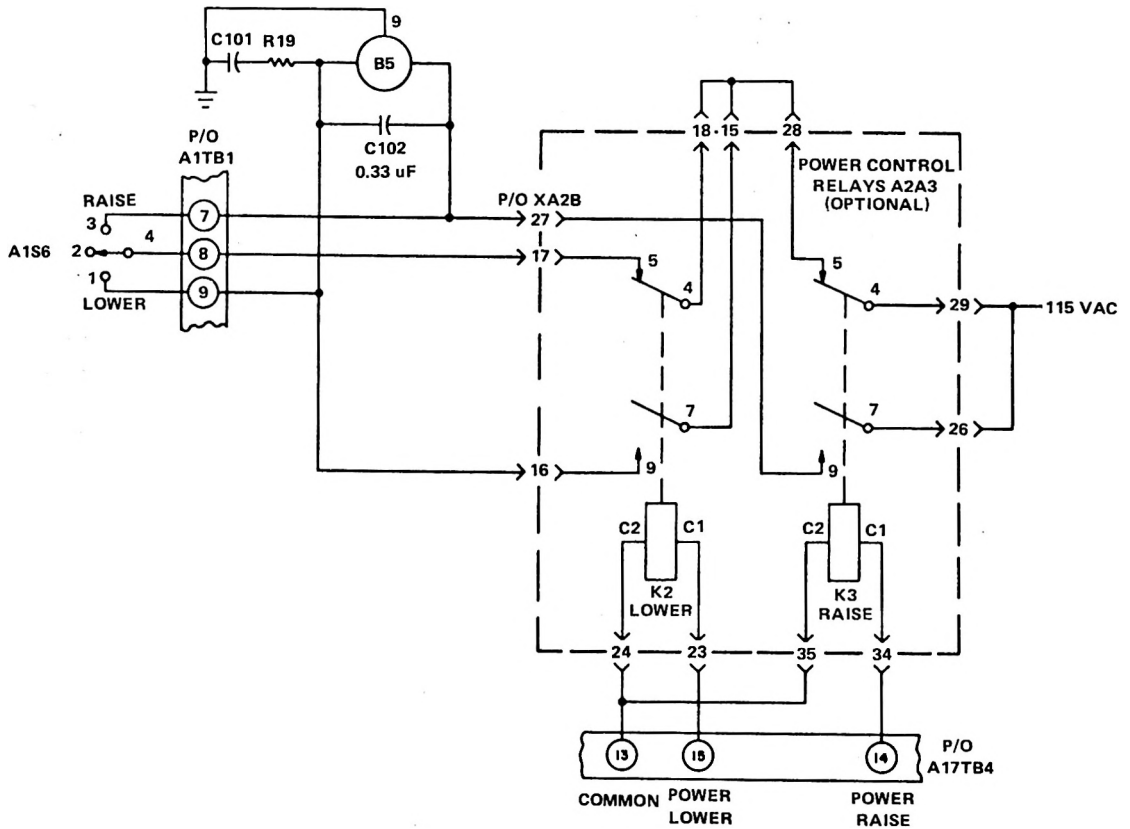 9
C101 R19
B5
P/O
A1TB1
C102
0.33 uF
18 15 28
POWER CONTROL
RELAYS A2A3
(OPTIONAL)
P/O XA2B
RAISE
3
7
27
A1S6
2
4
8
17
5
4
5
4
29
115 VAC
1
LOWER
9
7
7
26
16
9
9
C2 C1
K2
LOWER
C2 C1
K3
RAISE
24 23 35 34
13 15 14
P/O
A17TB4
COMMON
POWER
LOWER
POWER
RAISE